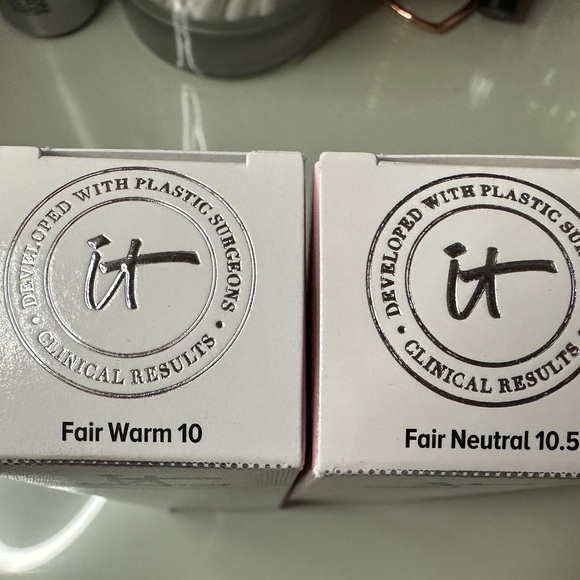 DEVELOPED WITH PLASTIC SURGEONS
• CLINICAL RESULTS •
it
Fair Warm 10
DEVELOPED WITH PLASTIC
• CLINICAL RESULTS
it
Fair Neutral 10.5